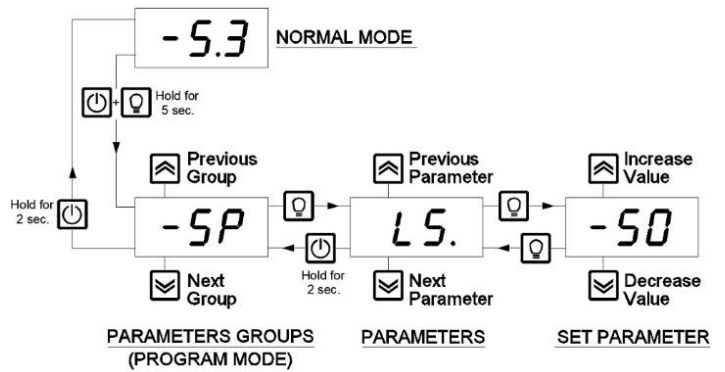 -5.3
NORMAL MODE
+
Hold for
5 sec.
Previous
Group
Previous
Parameter
Increase
Value
Hold for
2 sec.
-SP
LS.
-50
Hold for
2 sec.
Next
Group
Next
Parameter
Decrease
Value
PARAMETERS GROUPS
(PROGRAM MODE)
PARAMETERS
SET PARAMETER